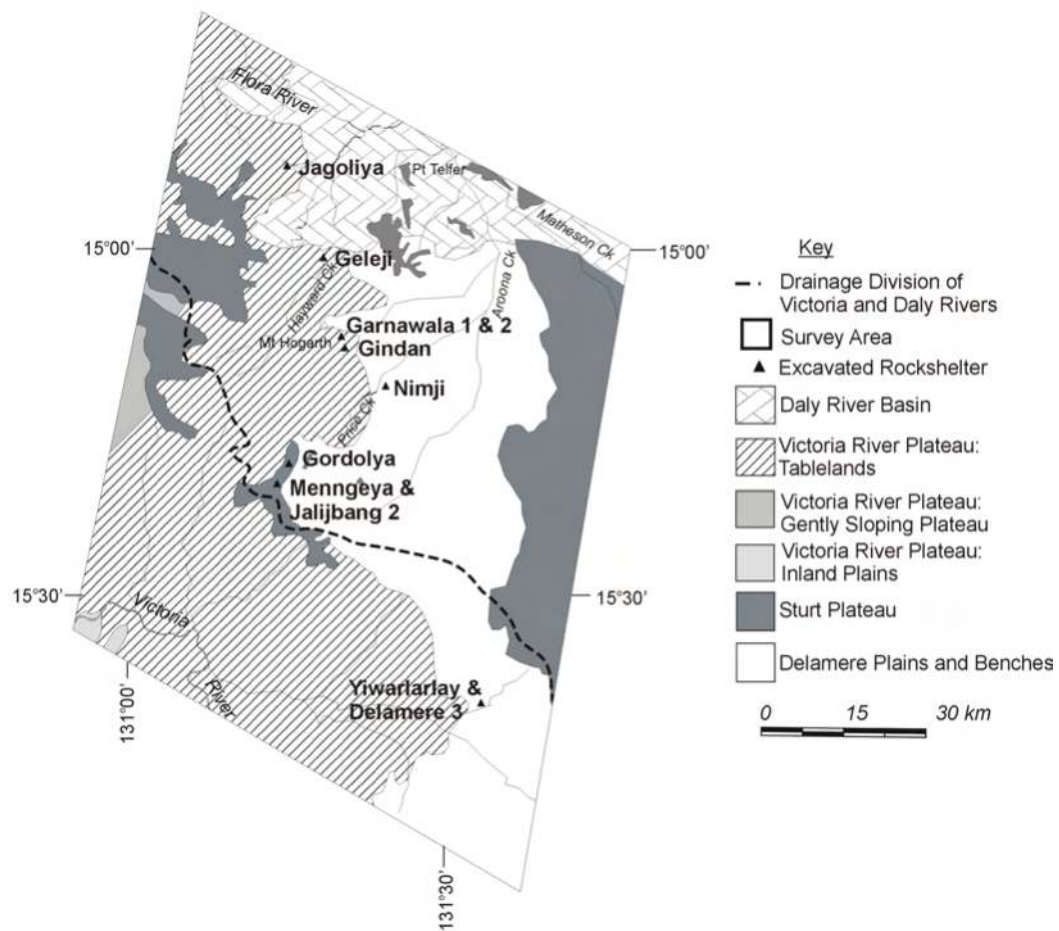 Flora River
Jagoliya
Pt Telfer
Matheson Ck
15°00'
15°00'
Geleji
Hayward Ck
Aroona Ck
Garnawala 1 & 2
Mt Hogarth
Gindan
Nimji
Price Ck
Gordolya
Menngeya &
Jalijbang 2
15°30'
15°30'
Victoria
River
Yiwarlarlay &
Delamere 3
131°00'
131°30'
Key
Drainage Division of
Victoria and Daly Rivers
Survey Area
Excavated Rockshelter
Daly River Basin
Victoria River Plateau:
Tablelands
Victoria River Plateau:
Gently Sloping Plateau
Victoria River Plateau:
Inland Plains
Sturt Plateau
Delamere Plains and Benches
0 15 30 km